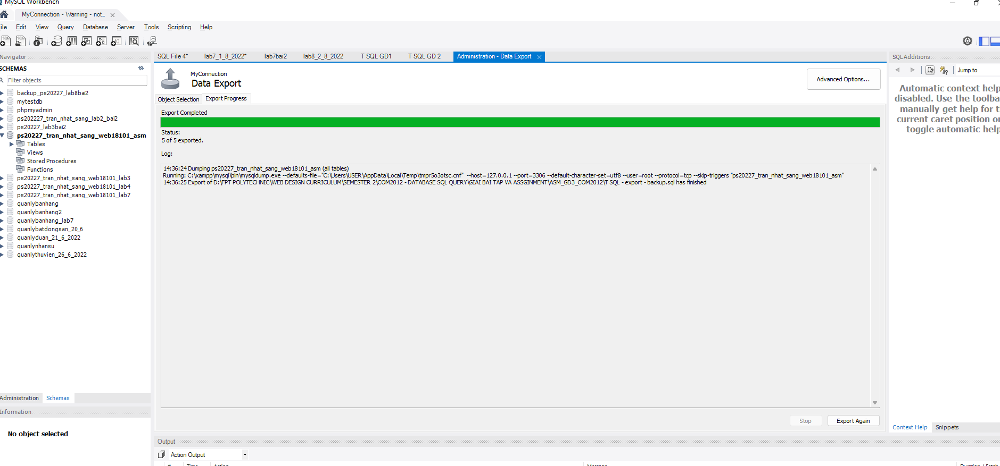 MySQL Workbench
MyConnection - Warning - not...
ile Edit View Query Database Server Tools Scripting Help
Navigator
SCHEMAS
Filter objects
backup_ps20227_lab8bai2
mytestdb
phpmyadmin
ps202227_tran_nhat_sang_lab2_bai2
ps20227_lab3bai2
ps20227_tran_nhat_sang_web18101_asm
Tables
Views
Stored Procedures
Functions
ps20227_tran_nhat_sang_web18101_lab3
ps20227_tran_nhat_sang_web18101_lab4
ps20227_tran_nhat_sang_web18101_lab7
quanlybanhang
quanlybanhang2
quanlybanhang_lab7
quanlybatdongsan_20_6
quanlyduan_21_6_2022
quanlynhansu
quanlythuvien_26_6_2022
Administration Schemas
Information
No object selected
SQL File 4* lab7_1_8_2022* lab7bai2 lab8_2_8_2022 T SQL GD1 T SQL GD 2 Administration - Data Export
MyConnection
Data Export
Advanced Options...
Object Selection Export Progress
Export Completed
Status:
5 of 5 exported.
Log:
14:36:24 Dumping ps20227_tran_nhat_sang_web18101_asm (all tables)
Running: C:\xampp\mysql\bin\mysqldump.exe --defaults-file="C:\Users\USER\AppData\Local\Temp\tmpr5o3otsc.cnf" --host=127.0.0.1 --port=3306 --default-character-set=utf8 --user=root --protocol=tcp --skip-triggers "ps20227_tran_nhat_sang_web18101_asm"
14:36:25 Export of D:\FPT POLYTECHNIC\WEB DESIGN CURRICULUM\SEMESTER 2\COM2012 - DATABASE SQL QUERY\GIAI BAI TAP VA ASSGINMENT\ASM_GD3_COM2012\T SQL - export - backup.sql has finished
Stop Export Again
Output
Action Output
# Time Action Message Duration / Fetch
SQLAdditions
Jump to
Automatic context help
disabled. Use the toolba
manually get help for t
current caret position or
toggle automatic help
Context Help Snippets